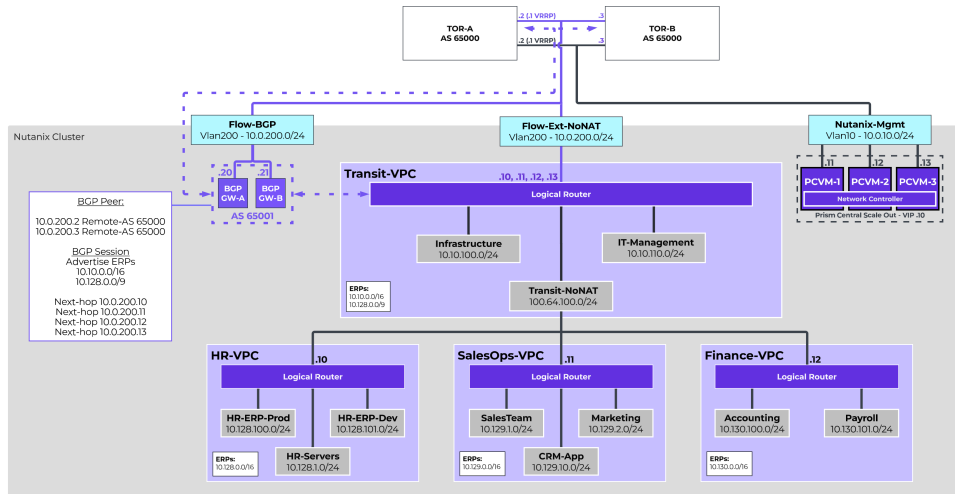 .2 (.1 VRRP)
.3
TOR-A
AS 65000
TOR-B
AS 65000
.2 (.1 VRRP)
.3
Nutanix Cluster
Flow-BGP
Vlan200 - 10.0.200.0/24
Flow-Ext-NoNAT
Vlan200 - 10.0.200.0/24
Nutanix-Mgmt
Vlan10 - 10.0.10.0/24
.20
.21
BGP
GW-A
BGP
GW-B
AS 65001
.11
.12
.13
PCVM-1
PCVM-2
PCVM-3
Network Controller
Prism Central Scale Out - VIP .10
BGP Peer:
10.0.200.2 Remote-AS 65000
10.0.200.3 Remote-AS 65000
BGP Session
Advertise ERPs
10.10.0.0/16
10.128.0.0/9
Next-hop 10.0.200.10
Next-hop 10.0.200.11
Next-hop 10.0.200.12
Next-hop 10.0.200.13
Transit-VPC
.10, .11, .12, .13
Logical Router
Infrastructure
10.10.100.0/24
IT-Management
10.10.110.0/24
ERPs:
10.10.0.0/16
10.128.0.0/9
Transit-NoNAT
100.64.100.0/24
HR-VPC
.10
Logical Router
HR-ERP-Prod
10.128.100.0/24
HR-ERP-Dev
10.128.101.0/24
HR-Servers
10.128.1.0/24
ERPs:
10.128.0.0/16
SalesOps-VPC
.11
Logical Router
SalesTeam
10.129.1.0/24
Marketing
10.129.2.0/24
CRM-App
10.129.10.0/24
ERPs:
10.129.0.0/16
Finance-VPC
.12
Logical Router
Accounting
10.130.100.0/24
Payroll
10.130.101.0/24
ERPs:
10.130.0.0/16